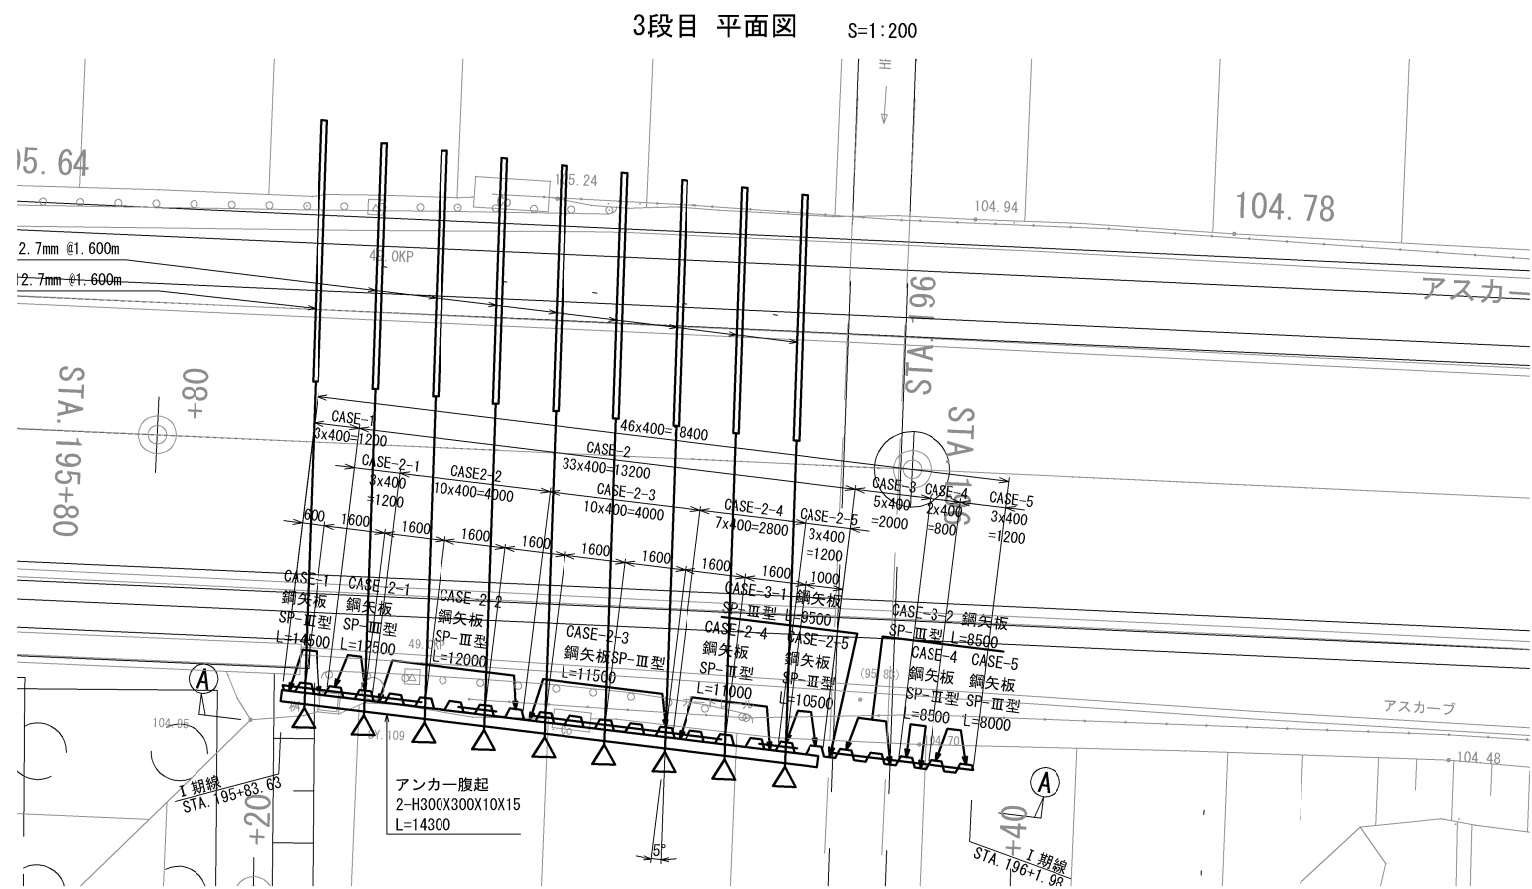 3段目 平面図 S=1:200
104.78
105.24
104.94
2.7mm @1.600m
2.7mm @1.600m
アスカー
STA. 196
STA. 196
STA. 195+80
+80
CASE-1
3x400=1200
46x400=18400
CASE-2
33x400=13200
CASE-2-1
3x400
=1200
CASE2-2
10x400=4000
CASE-2-3
10x400=4000
CASE-2-4
7x400=2800
CASE-2-5
3x400
=1200
CASE-3
5x400
=2000
CASE-4
2x400
=800
CASE-5
3x400
=1200
600
1600
1600
1600
1600
1600
1600
1600
1600
1000
CASE-1
鋼矢板
SP-Ⅲ型
L=14500
CASE-2-1
鋼矢板
SP-Ⅲ型
L=12500
CASE-2-2
鋼矢板
SP-Ⅲ型
L=12000
CASE-2-3
鋼矢板SP-Ⅲ型
L=11500
CASE-2-4
鋼矢板
SP-Ⅲ型
L=11000
CASE-3-1 鋼矢板
SP-Ⅲ型 L=9500
CASE-2-5
鋼矢板
SP-Ⅲ型
L=10500
CASE-3-2 鋼矢板
SP-Ⅲ型 L=8500
CASE-4
鋼矢板
SP-Ⅲ型
L=8500
CASE-5
鋼矢板
SP-Ⅲ型
L=8000
A
104.95
アスカーブ
104.48
アンカー腹起
2-H300X300X10X15
L=14300
Ⅰ期線
STA. 195+83.63
+20
5°
A
+40
Ⅰ期線
STA. 196+1.98